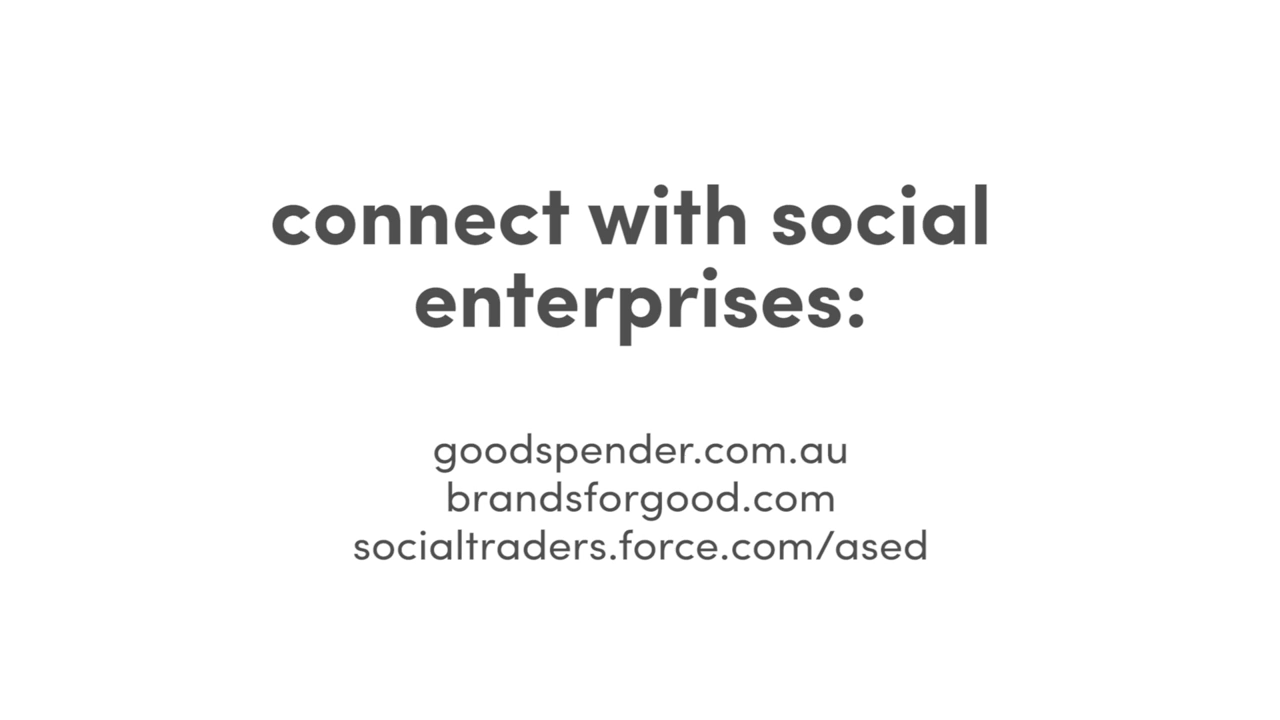 connect with social
enterprises:
goodspender.com.au
brandsforgood.com
socialtraders.force.com/ased